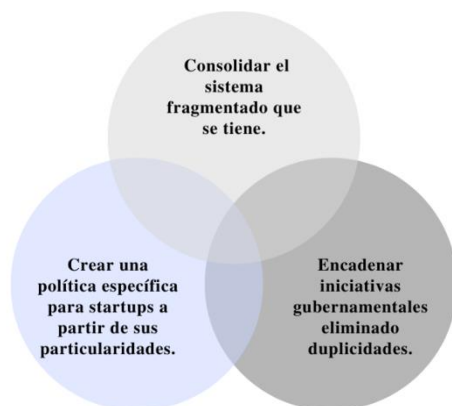 Consolidar el
sistema
fragmentado que
se tiene.
Crear una
política específica
para startups a
partir de sus
particularidades.
Encadenar
iniciativas
gubernamentales
eliminado
duplicidades.